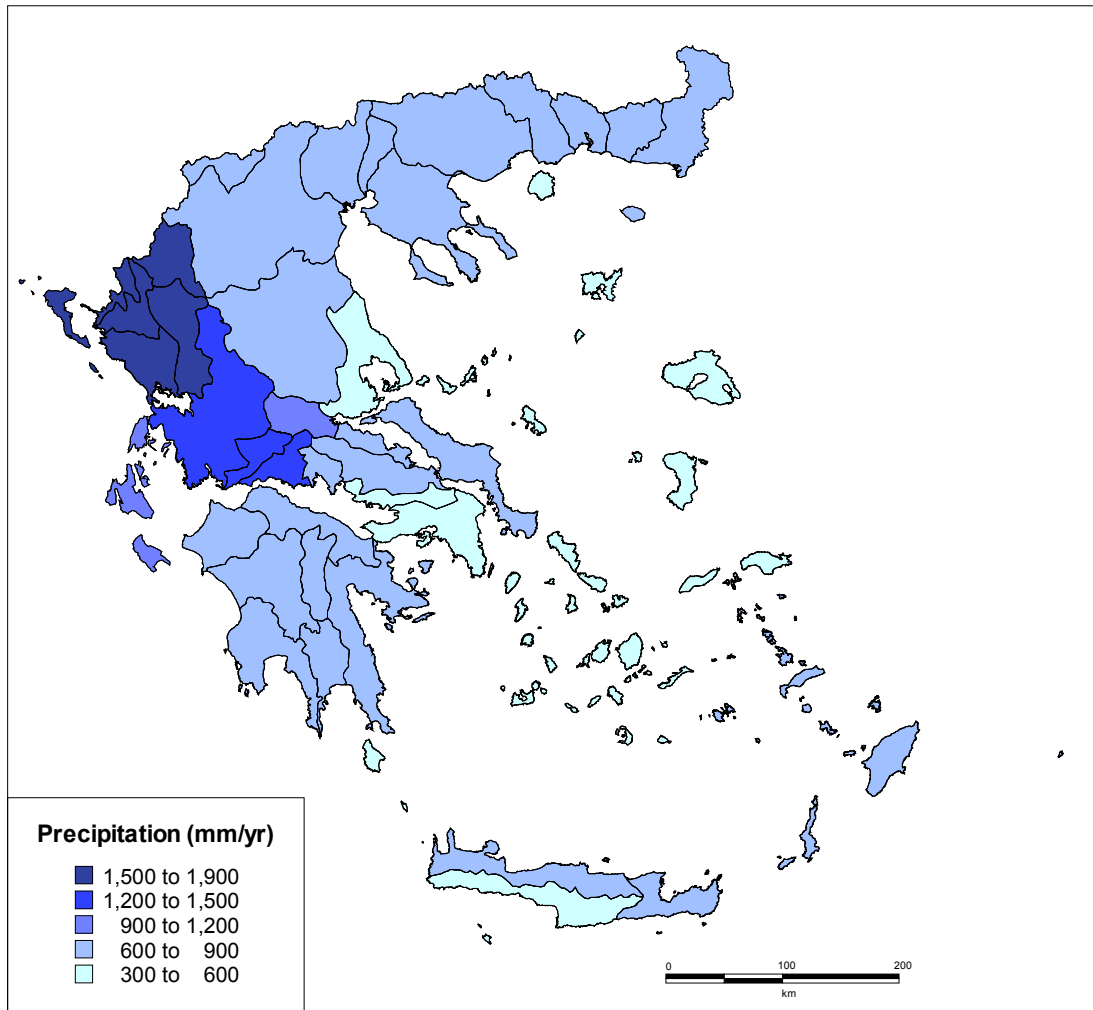 Precipitation (mm/yr)
1,500 to 1,900
1,200 to 1,500
900 to 1,200
600 to 900
300 to 600
0 100 200
km